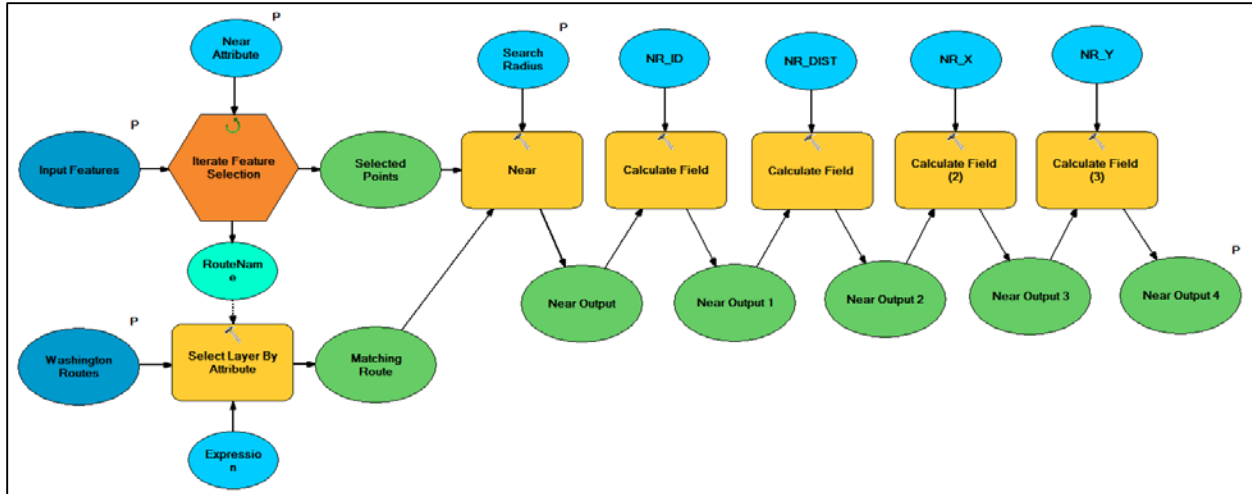 P
Near
Attribute
P
Search
Radius
NR_ID
NR_DIST
NR_X
NR_Y
P
Input Features
Iterate Feature
Selection
Selected
Points
Near
Calculate Field
Calculate Field
Calculate Field
(2)
Calculate Field
(3)
RouteNam
e
Near Output
Near Output 1
Near Output 2
Near Output 3
P
Near Output 4
P
Washington
Routes
Select Layer By
Attribute
Matching
Route
Expressio
n